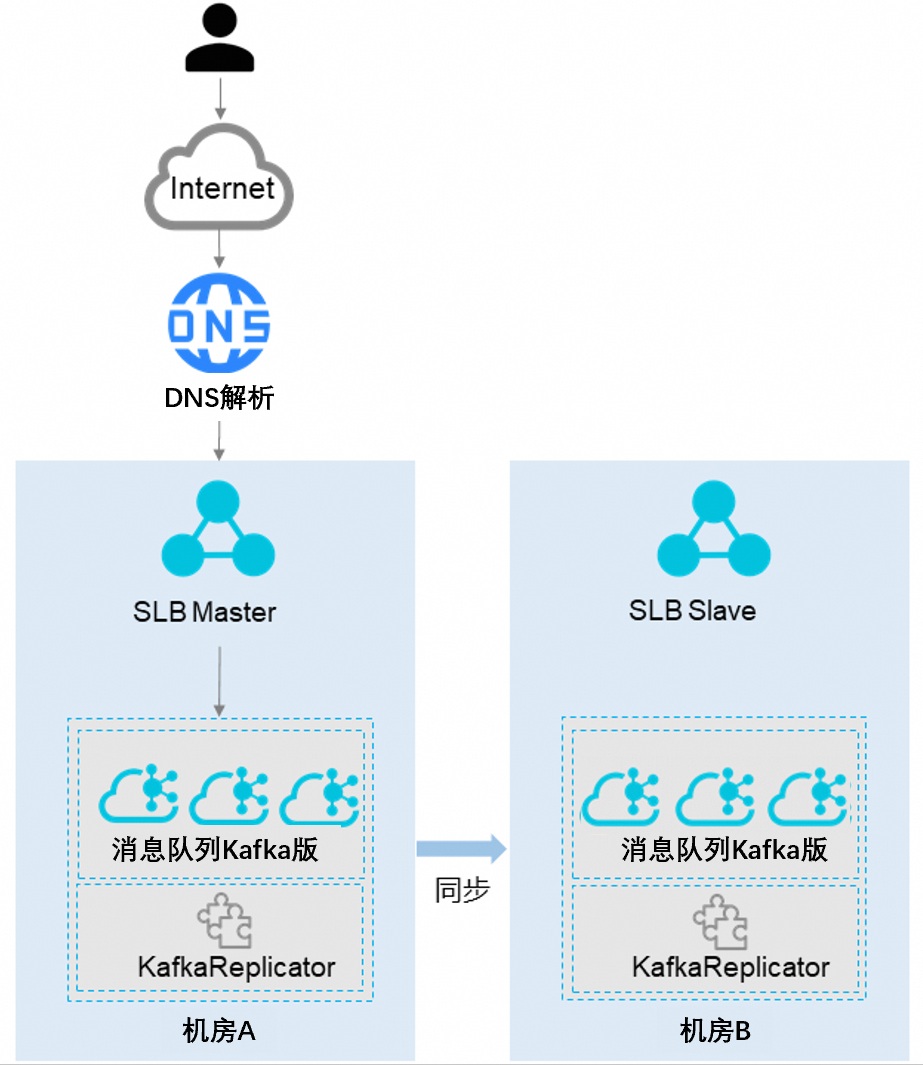 Internet
DNS
DNS解析
SLB Master
消息队列Kafka版
KafkaReplicator
机房A
同步
SLB Slave
消息队列Kafka版
KafkaReplicator
机房B